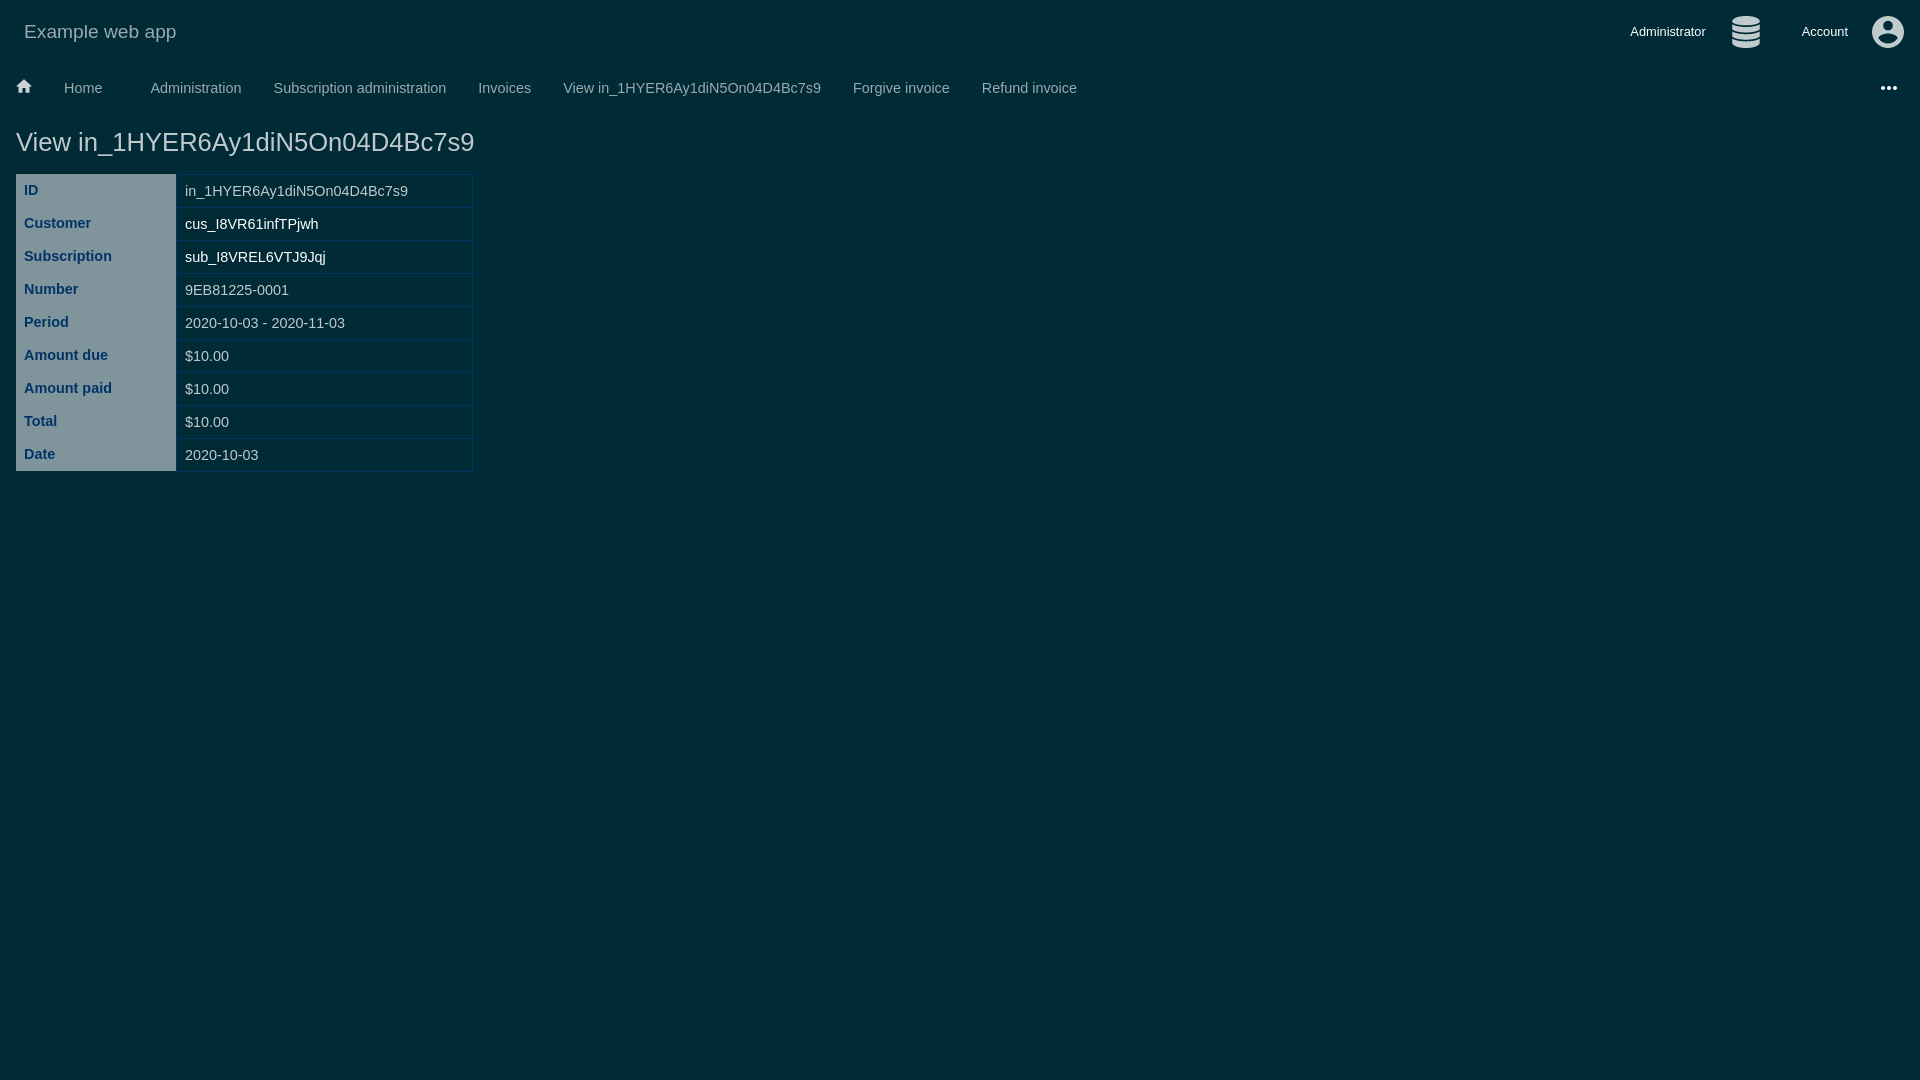 Example web app
Administrator
Account
Home
Administration
Subscription administration
Invoices
View in_1HYER6Ay1diN5On04D4Bc7s9
Forgive invoice
Refund invoice
View in_1HYER6Ay1diN5On04D4Bc7s9
ID in_1HYER6Ay1diN5On04D4Bc7s9
Customer cus_I8VR61infTPjwh
Subscription sub_I8VREL6VTJ9Jqj
Number 9EB81225-0001
Period 2020-10-03 - 2020-11-03
Amount due $10.00
Amount paid $10.00
Total $10.00
Date 2020-10-03